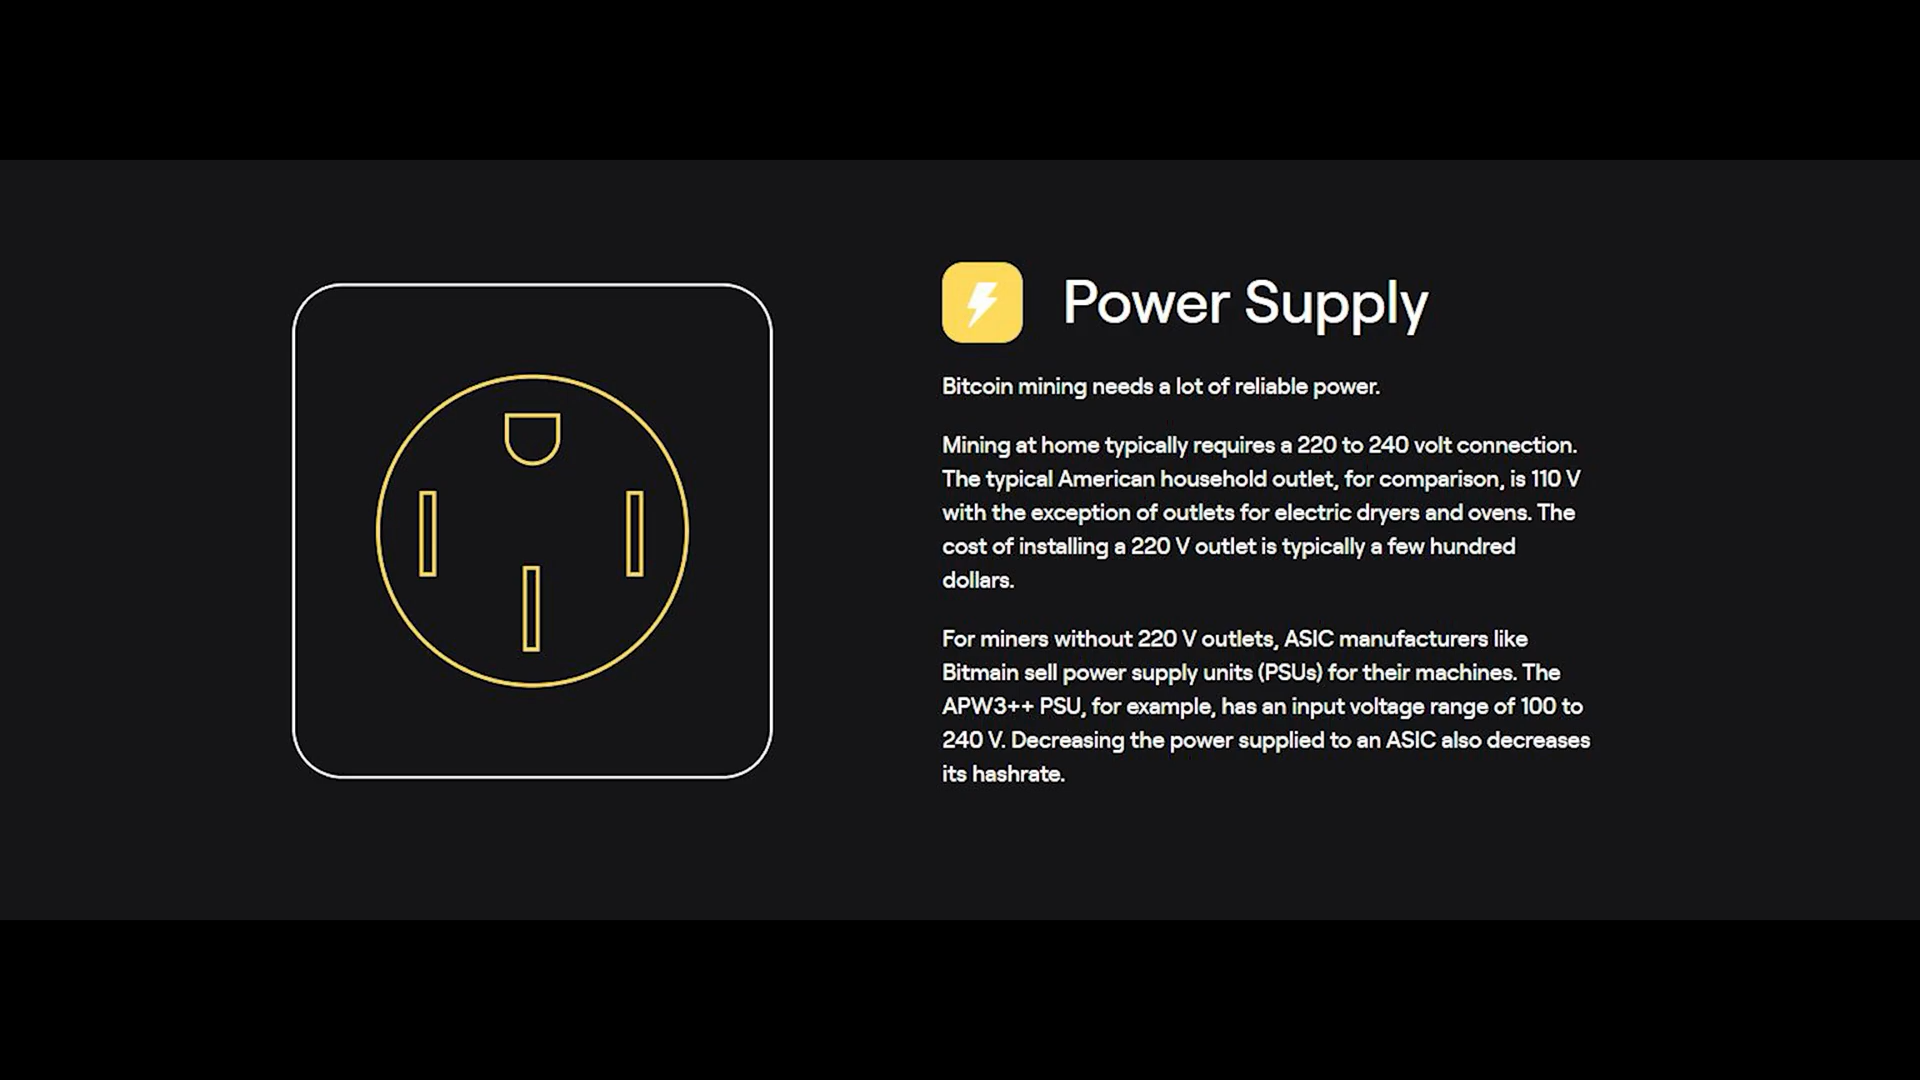 Power Supply
Bitcoin mining needs a lot of reliable power.
Mining at home typically requires a 220 to 240 volt connection.
The typical American household outlet, for comparison, is 110 V
with the exception of outlets for electric dryers and ovens. The
cost of installing a 220 V outlet is typically a few hundred
dollars.
For miners without 220 V outlets, ASIC manufacturers like
Bitmain sell power supply units (PSUs) for their machines. The
APW3++ PSU, for example, has an input voltage range of 100 to
240 V. Decreasing the power supplied to an ASIC also decreases
its hashrate.